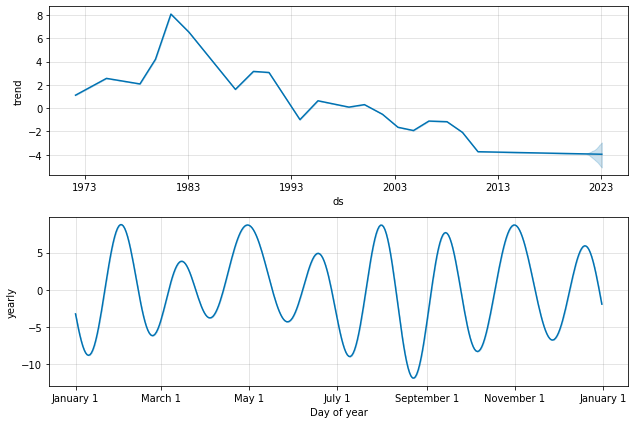 8
6
4
2
0
−2
−4
trend
1973 1983 1993 2003 2013 2023
ds
5
0
−5
−10
yearly
January 1 March 1 May 1 July 1 September 1 November 1 January 1
Day of year